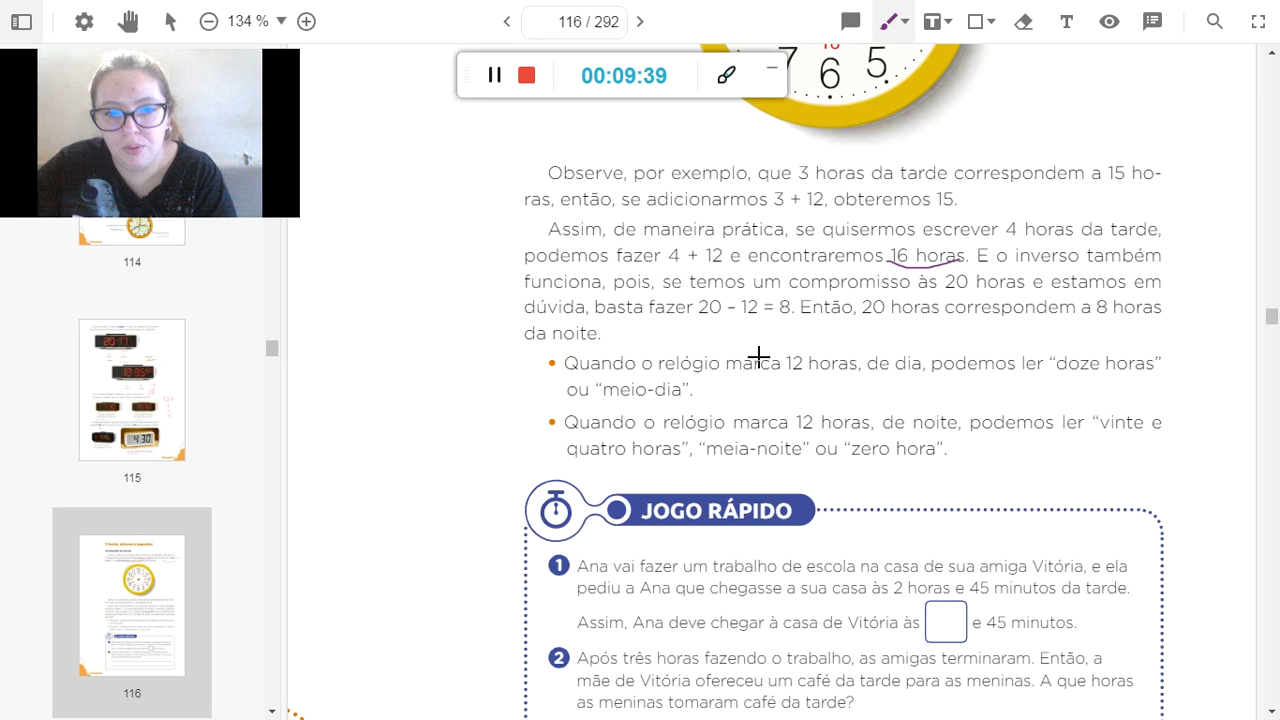 134 %
116 / 292
00:09:39
7 6 5
Observe, por exemplo, que 3 horas da tarde correspondem a 15 ho-
ras, então, se adicionarmos 3 + 12, obteremos 15.
Assim, de maneira prática, se quisermos escrever 4 horas da tarde,
podemos fazer 4 + 12 e encontraremos 16 horas. E o inverso também
funciona, pois, se temos um compromisso às 20 horas e estamos em
dúvida, basta fazer 20 – 12 = 8. Então, 20 horas correspondem a 8 horas
da noite.
• Quando o relógio marca 12 horas, de dia, podemos ler “doze horas”
ou “meio-dia”.
• Quando o relógio marca 12 horas, de noite, podemos ler “vinte e
quatro horas”, “meia-noite” ou “zero hora”.
JOGO RÁPIDO
1 Ana vai fazer um trabalho de escola na casa de sua amiga Vitória, e ela
pediu a Ana que chegasse a sua casa às 2 horas e 45 minutos da tarde.
Assim, Ana deve chegar à casa de Vitória às e 45 minutos.
2 Após três horas fazendo o trabalho, as amigas terminaram. Então, a
mãe de Vitória ofereceu um café da tarde para as meninas. A que horas
as meninas tomaram café da tarde?
114
20:17
18:35
4:30
115
116